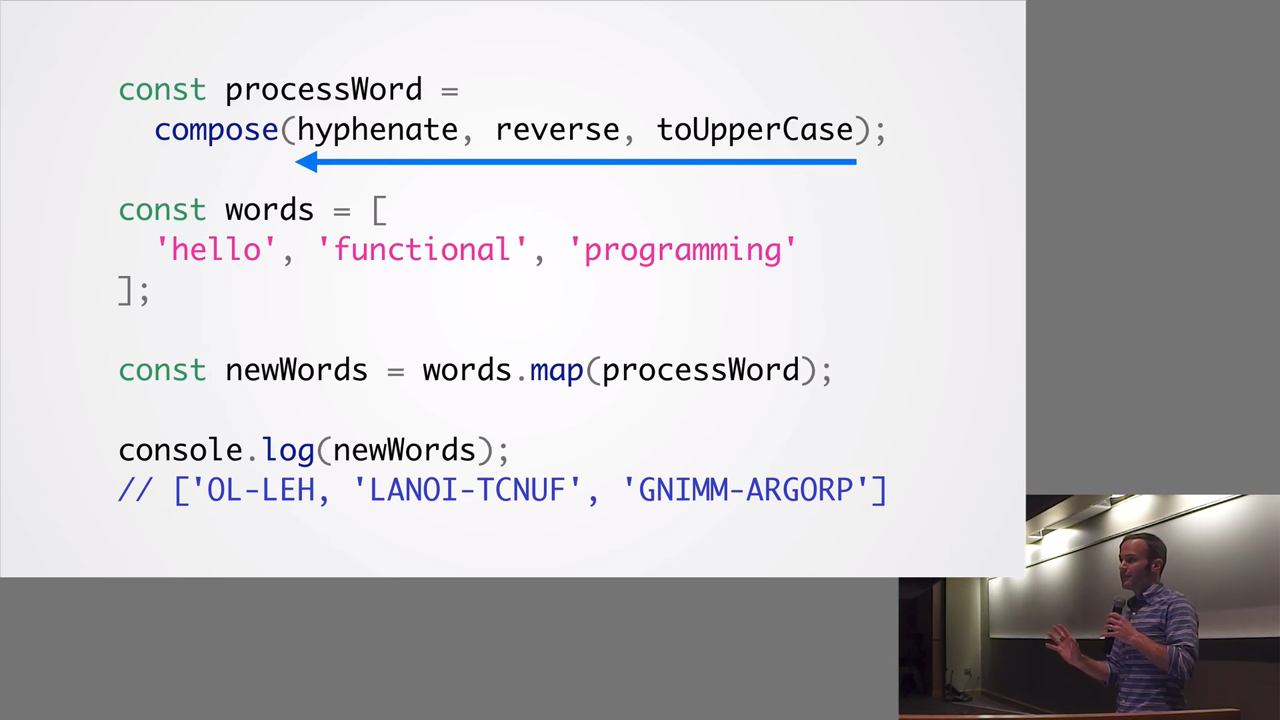 const processWord =
compose(hyphenate, reverse, toUpperCase);
const words = [
'hello', 'functional', 'programming'
];
const newWords = words.map(processWord);
console.log(newWords);
// ['OL-LEH, 'LANOI-TCNUF', 'GNIMM-ARGORP']